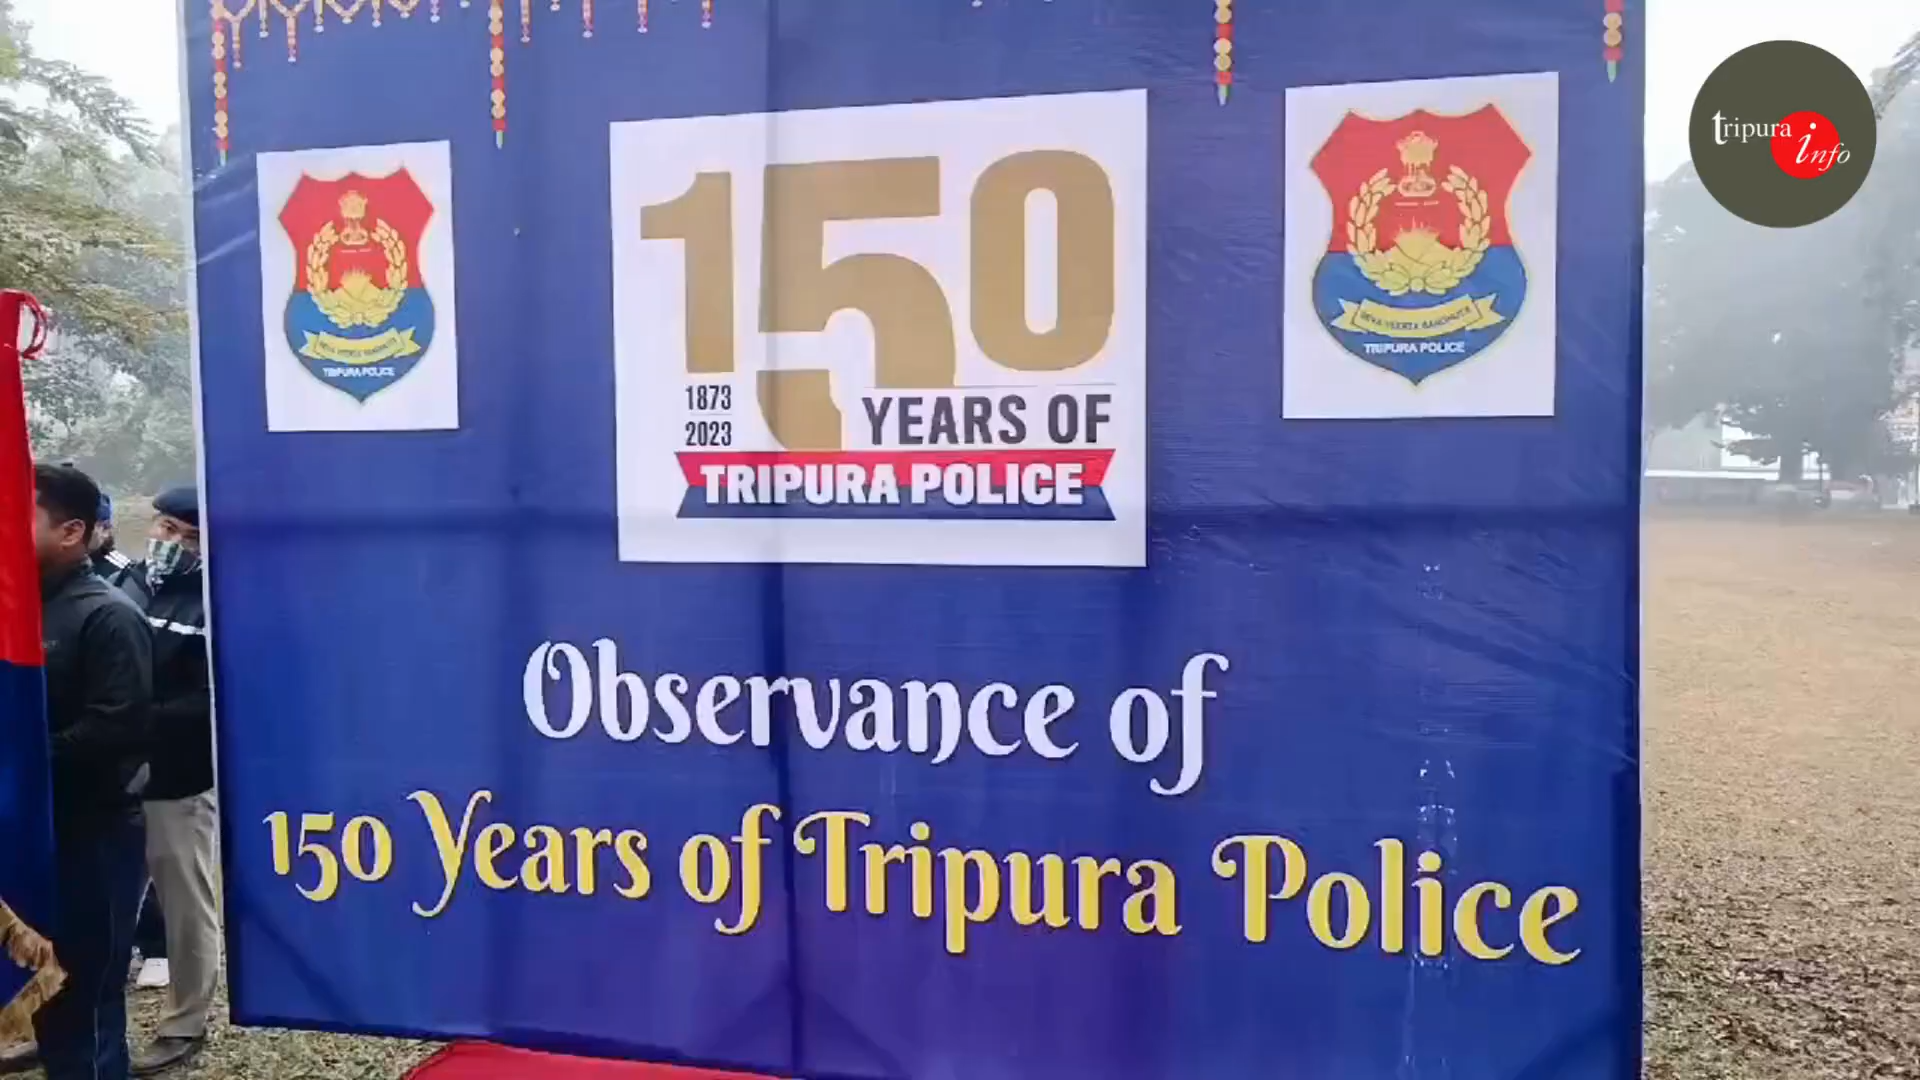 tripura
info
TRIPURA POLICE
150
1873
2023
YEARS OF
TRIPURA POLICE
TRIPURA POLICE
Observance of
150 Years of Tripura Police